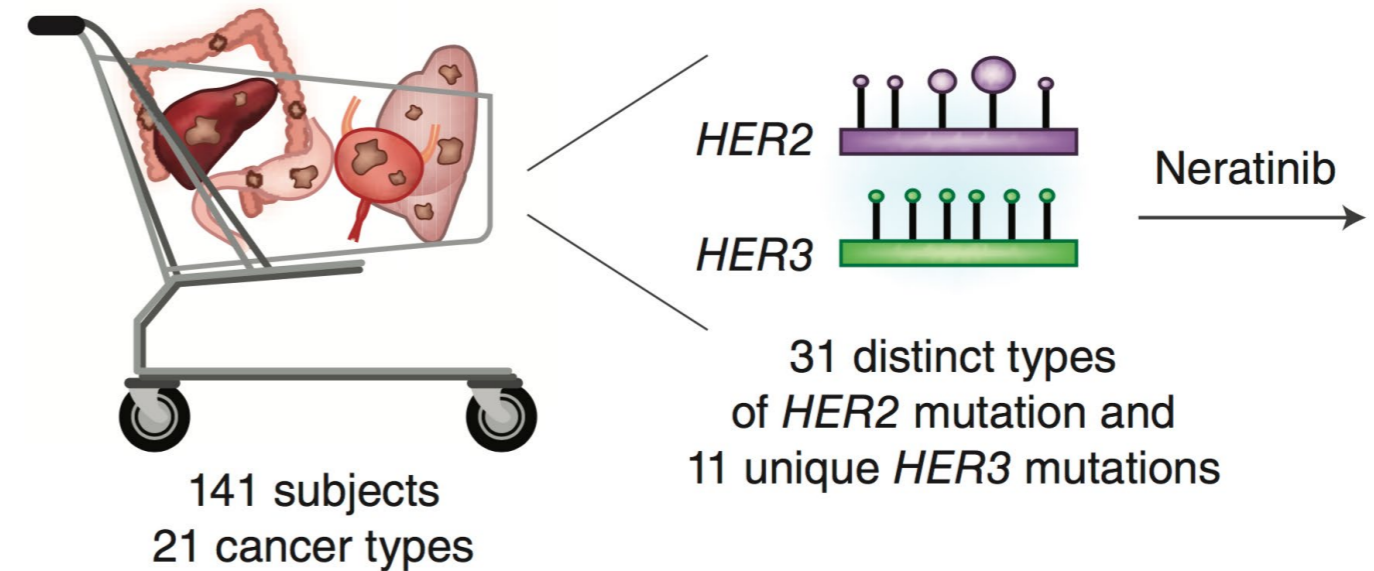 HER2
HER3
Neratinib
31 distinct types
of HER2 mutation and
11 unique HER3 mutations
141 subjects
21 cancer types